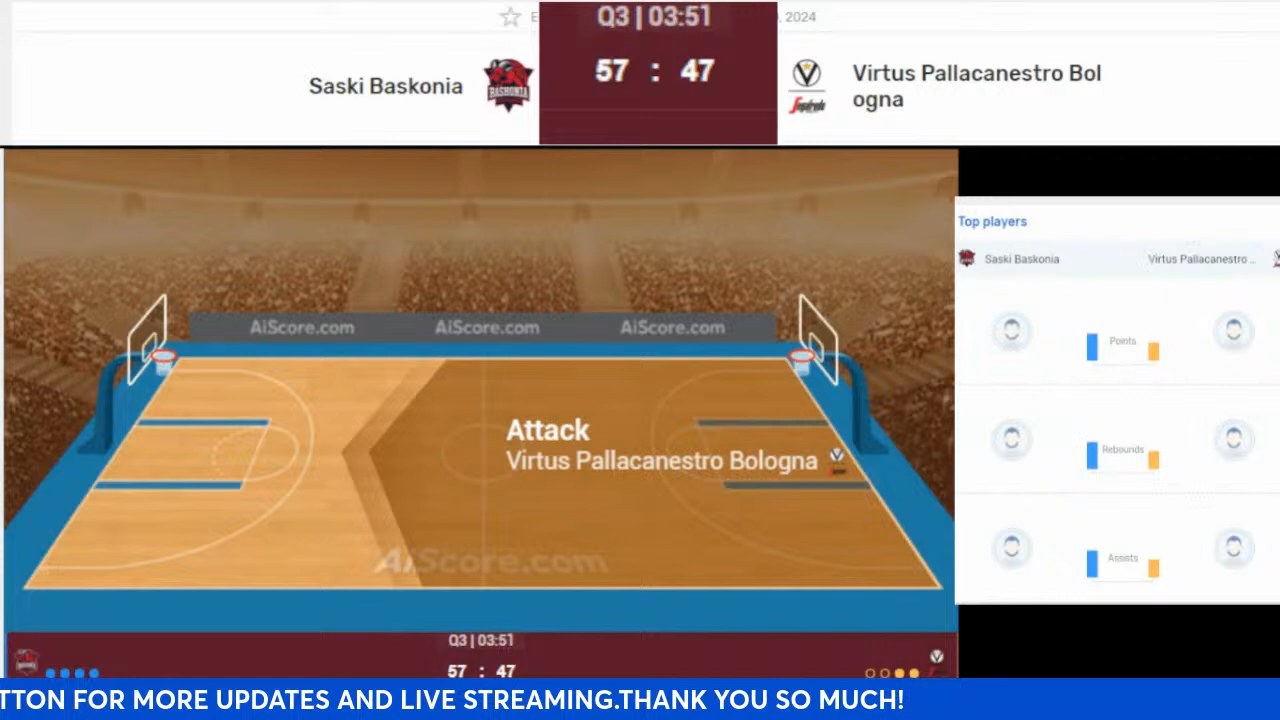 Q3 | 03:51
, 2024
57 : 47
Saski Baskonia
BASKONIA
Virtus Pallacanestro Bol
ogna
Segafredo
Top players
Saski Baskonia
Virtus Pallacanestro ...
AiScore.com AiScore.com AiScore.com
Points
Attack
Virtus Pallacanestro Bologna
Rebounds
AiScore.com
Assists
Q3 | 03:51
57 : 47
TTON FOR MORE UPDATES AND LIVE STREAMING.THANK YOU SO MUCH!